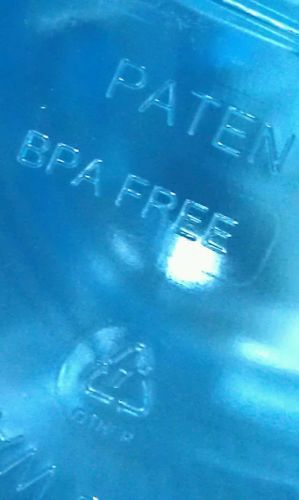 PATEN
BPA FREE
7
OTHER